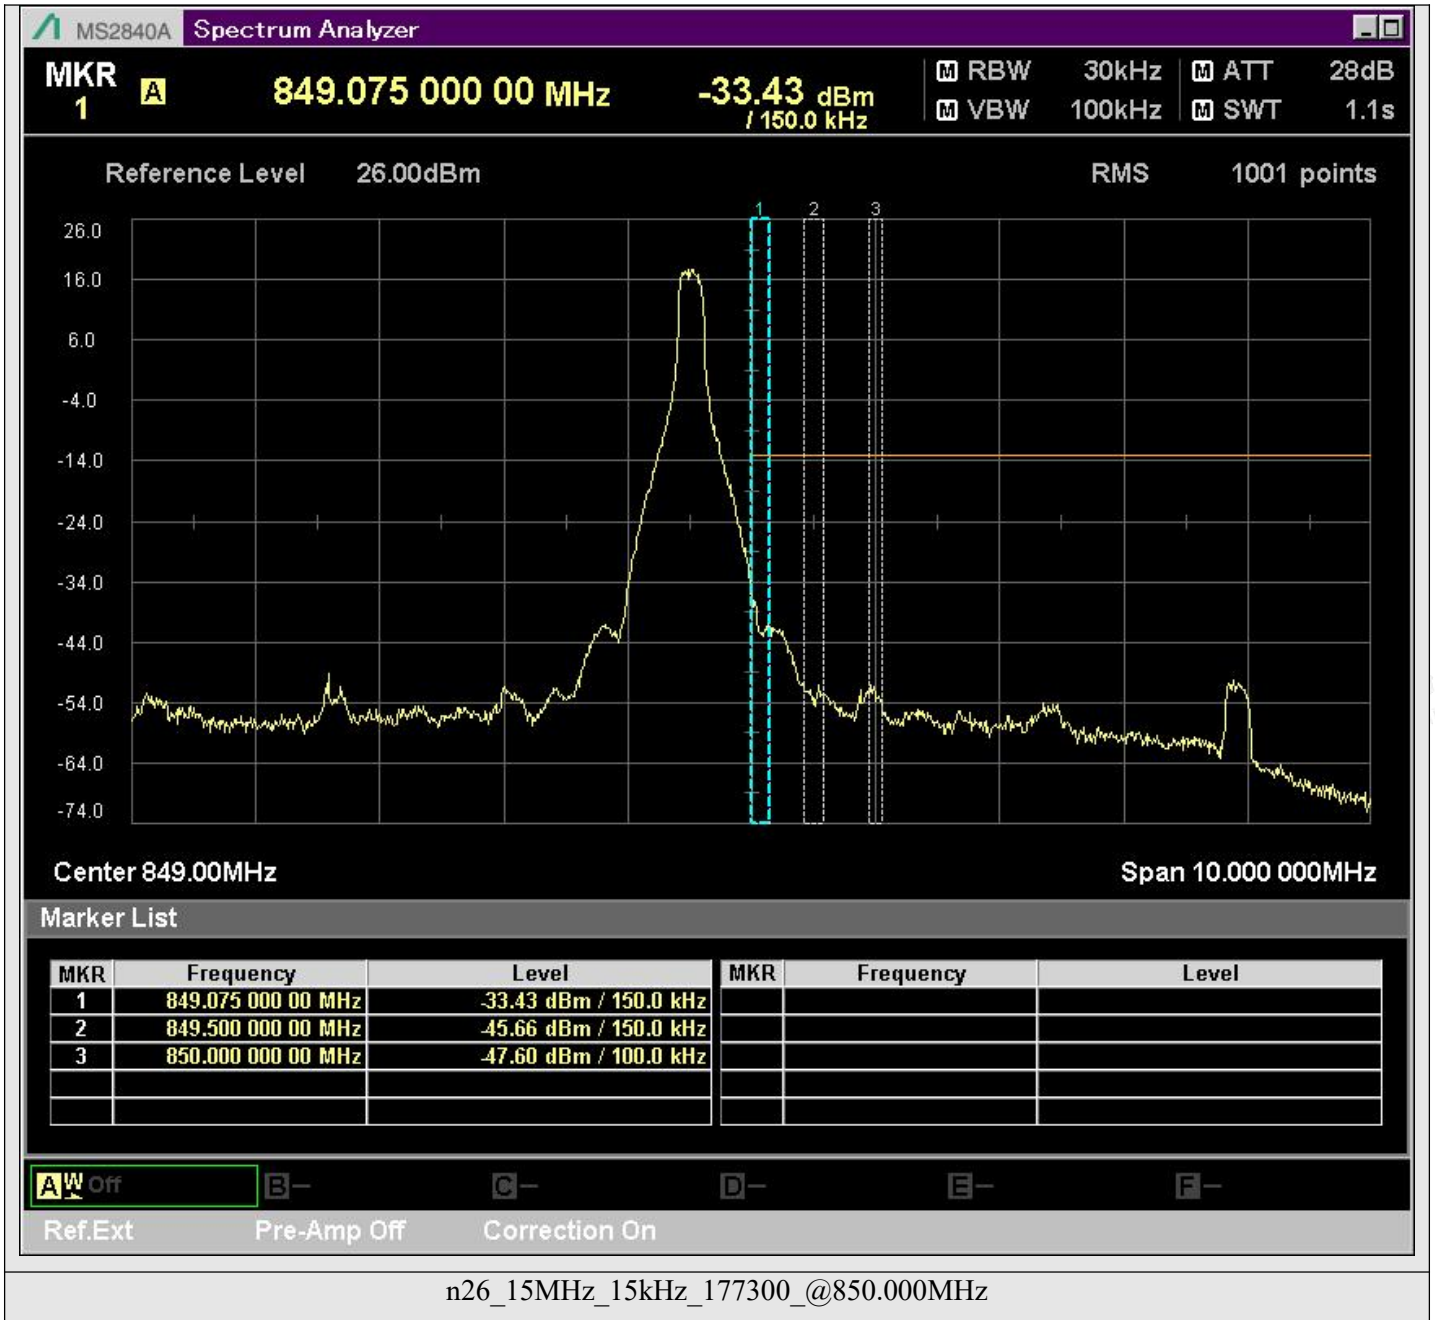 MS2840A Spectrum Analyzer
MKR 1 A 849.075 000 00 MHz -33.43 dBm / 150.0 kHz
M RBW 30kHz M ATT 28dB
M VBW 100kHz M SWT 1.1s
Reference Level 26.00dBm RMS 1001 points
1 2 3
26.0
16.0
6.0
-4.0
-14.0
-24.0
-34.0
-44.0
-54.0
-64.0
-74.0
Center 849.00MHz Span 10.000 000MHz
Marker List
MKR Frequency Level MKR Frequency Level
1 849.075 000 00 MHz -33.43 dBm / 150.0 kHz
2 849.500 000 00 MHz -45.66 dBm / 150.0 kHz
3 850.000 000 00 MHz -47.60 dBm / 100.0 kHz
A W Off B – C – D – E – F –
Ref.Ext Pre-Amp Off Correction On
n26_15MHz_15kHz_177300_@850.000MHz